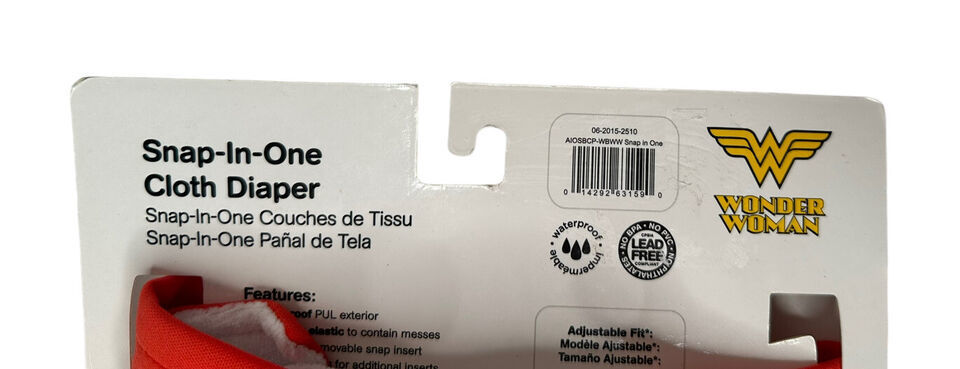 Snap-In-One
Cloth Diaper
Snap-In-One Couches de Tissu
Snap-In-One Pañal de Tela
Features:
PUL exterior
elastic to contain messes
snap insert
for additional inserts
06-2015-2510
AIOSBCP-WBWW Snap in One
0 14292 63159 0
waterproof • imperméable •
NO BPA • NO PVC • NO PHTHALATES •
CPSIA
LEAD
FREE
COMPLIANT
WONDER
WOMAN
Adjustable Fit*:
Modèle Ajustable*:
Tamaño Ajustable*: